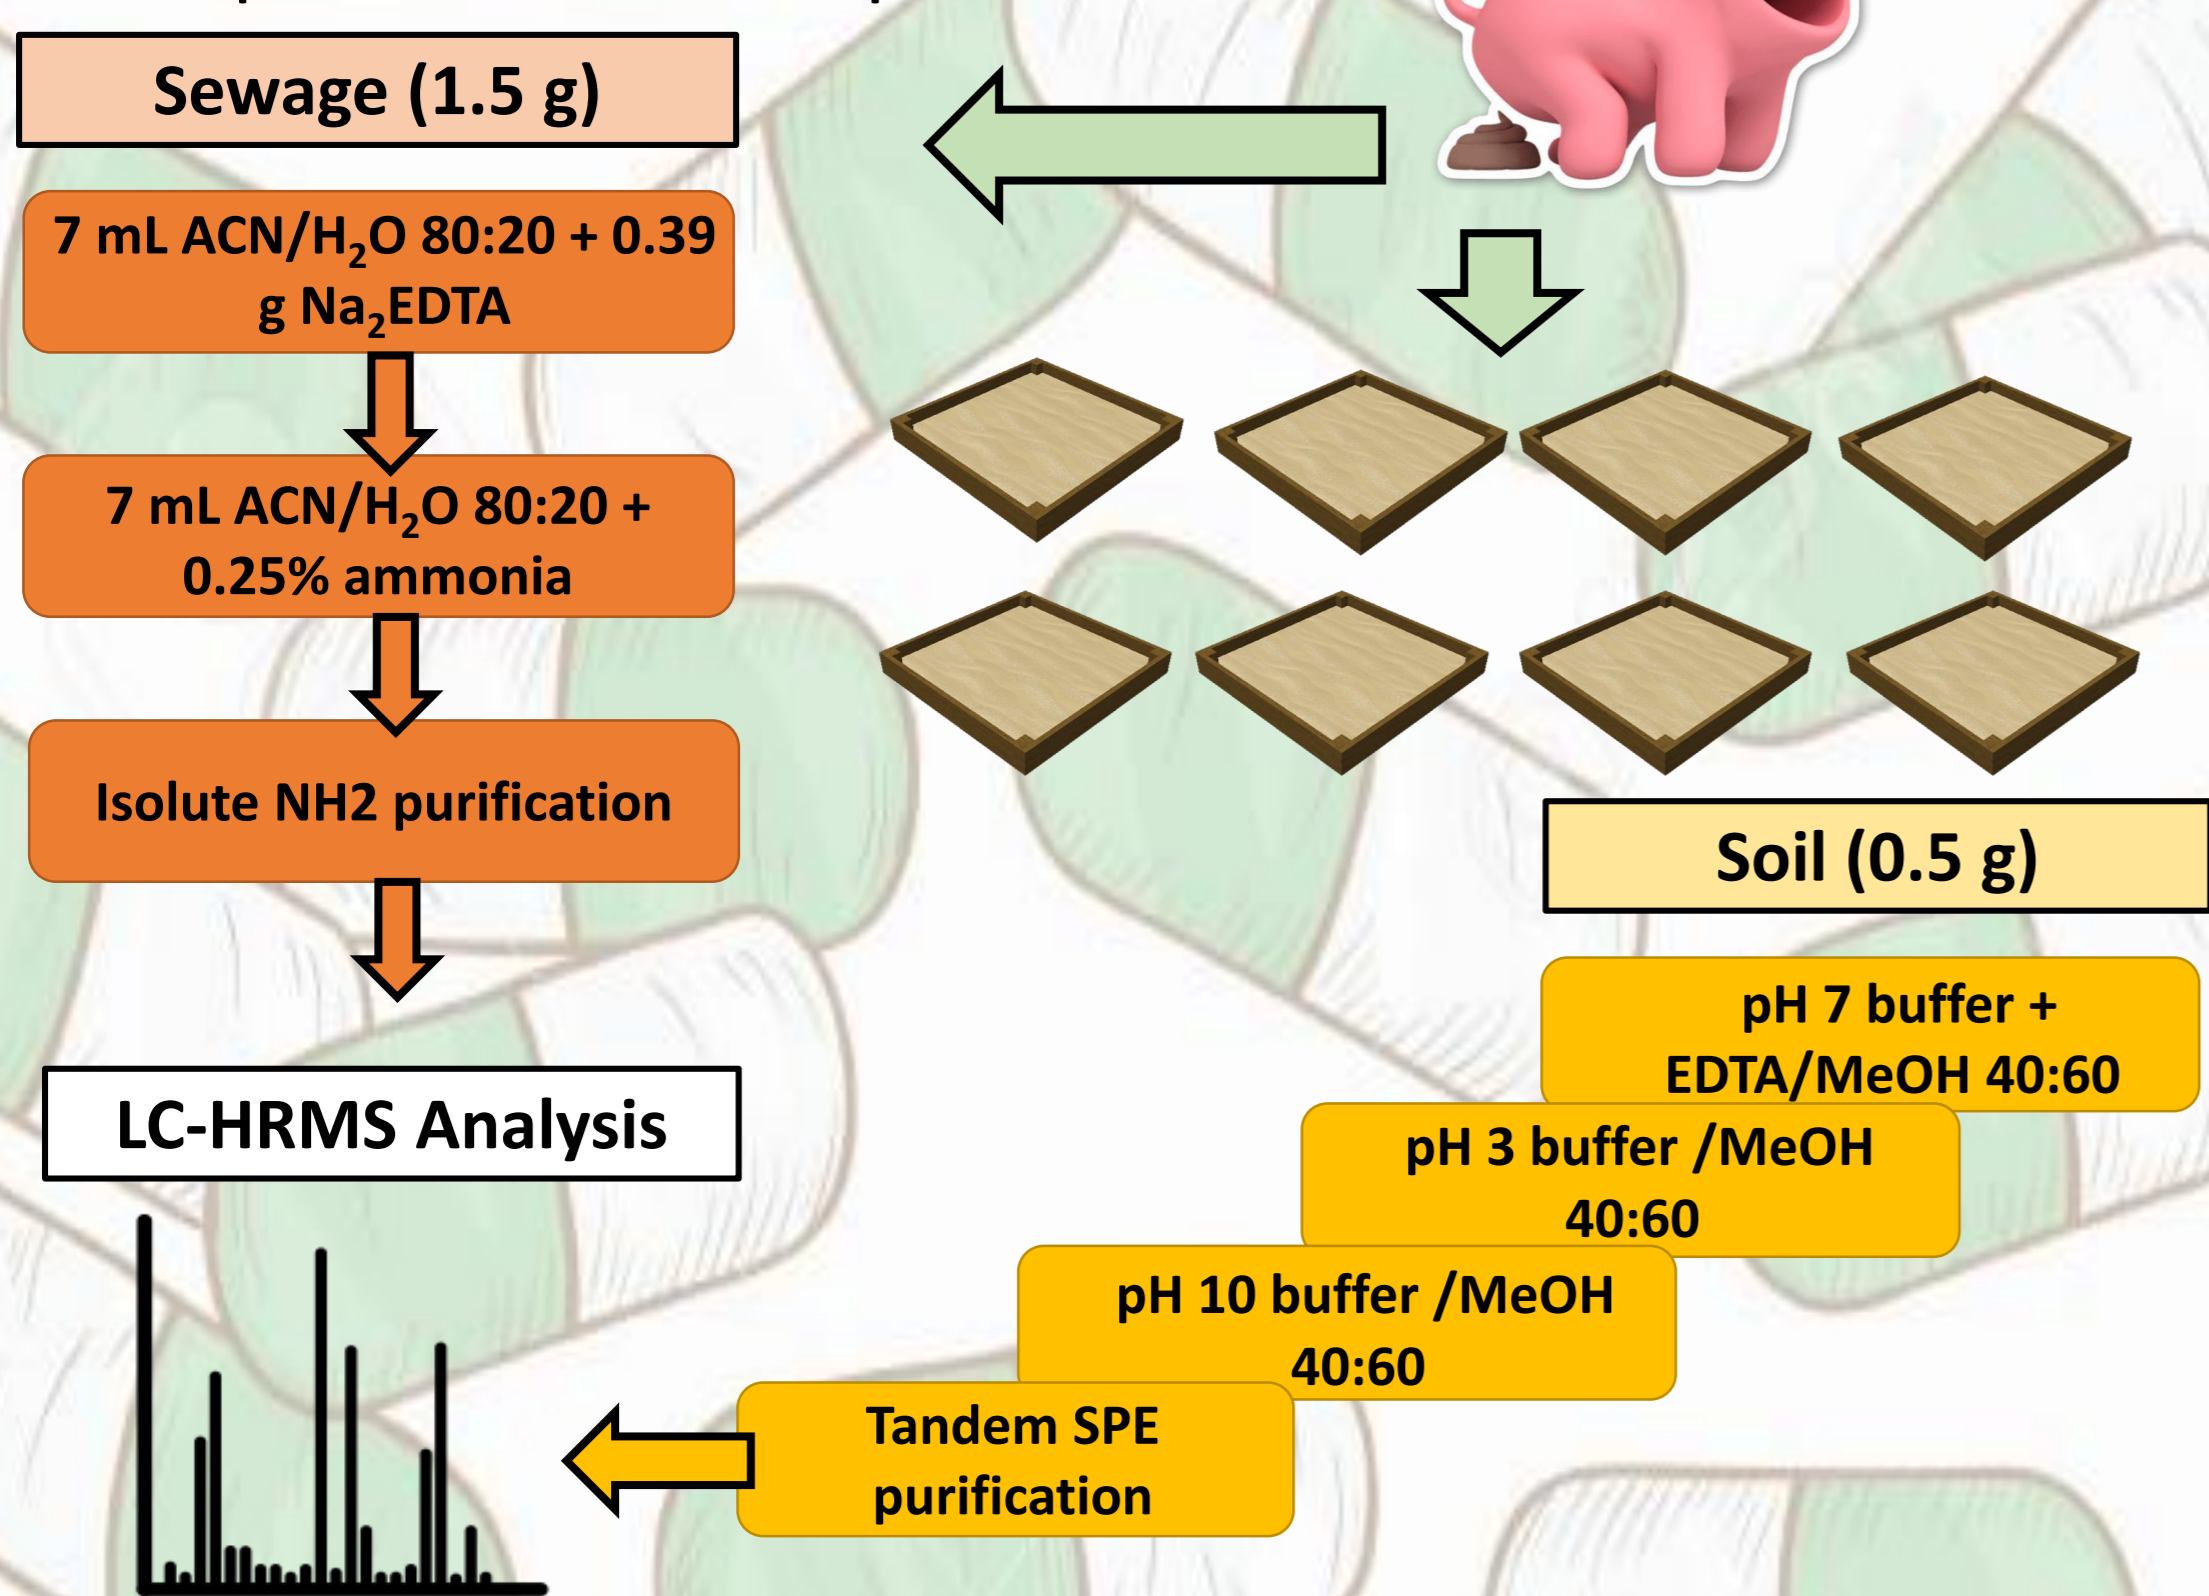 Sewage (1.5 g)
7 mL ACN/H₂O 80:20 + 0.39
g Na₂EDTA
7 mL ACN/H₂O 80:20 +
0.25% ammonia
Isolute NH2 purification
LC-HRMS Analysis
Soil (0.5 g)
pH 7 buffer +
EDTA/MeOH 40:60
pH 3 buffer /MeOH
40:60
pH 10 buffer /MeOH
40:60
Tandem SPE
purification